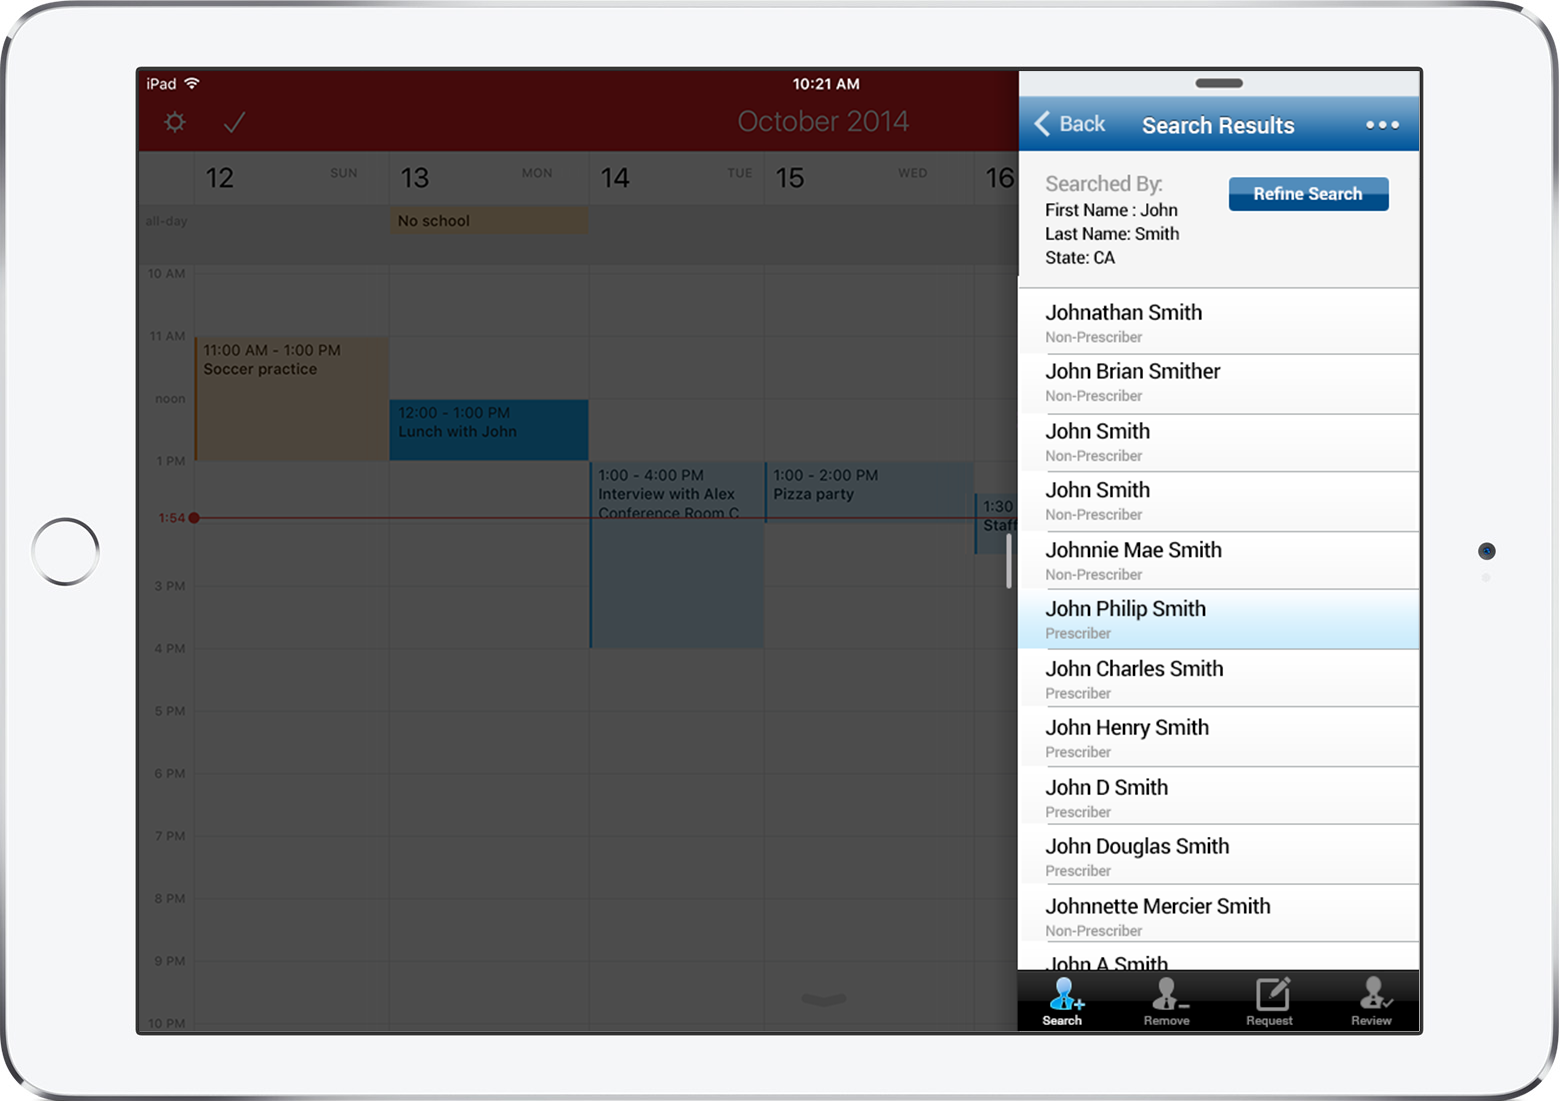 iPad
10:21 AM
October 2014
12 SUN
13 MON
14 TUE
15 WED
16
all-day
No school
10 AM
11 AM
11:00 AM - 1:00 PM
Soccer practice
noon
12:00 - 1:00 PM
Lunch with John
1 PM
1:00 - 4:00 PM
Interview with Alex
Conference Room C
1:00 - 2:00 PM
Pizza party
1:30
Staff
1:54
3 PM
4 PM
5 PM
6 PM
7 PM
8 PM
9 PM
10 PM
Back
Search Results
Searched By:
Refine Search
First Name : John
Last Name: Smith
State: CA
Johnathan Smith
Non-Prescriber
John Brian Smither
Non-Prescriber
John Smith
Non-Prescriber
John Smith
Non-Prescriber
Johnnie Mae Smith
Non-Prescriber
John Philip Smith
Prescriber
John Charles Smith
Prescriber
John Henry Smith
Prescriber
John D Smith
Prescriber
John Douglas Smith
Prescriber
Johnnette Mercier Smith
Non-Prescriber
John A Smith
Search
Remove
Request
Review